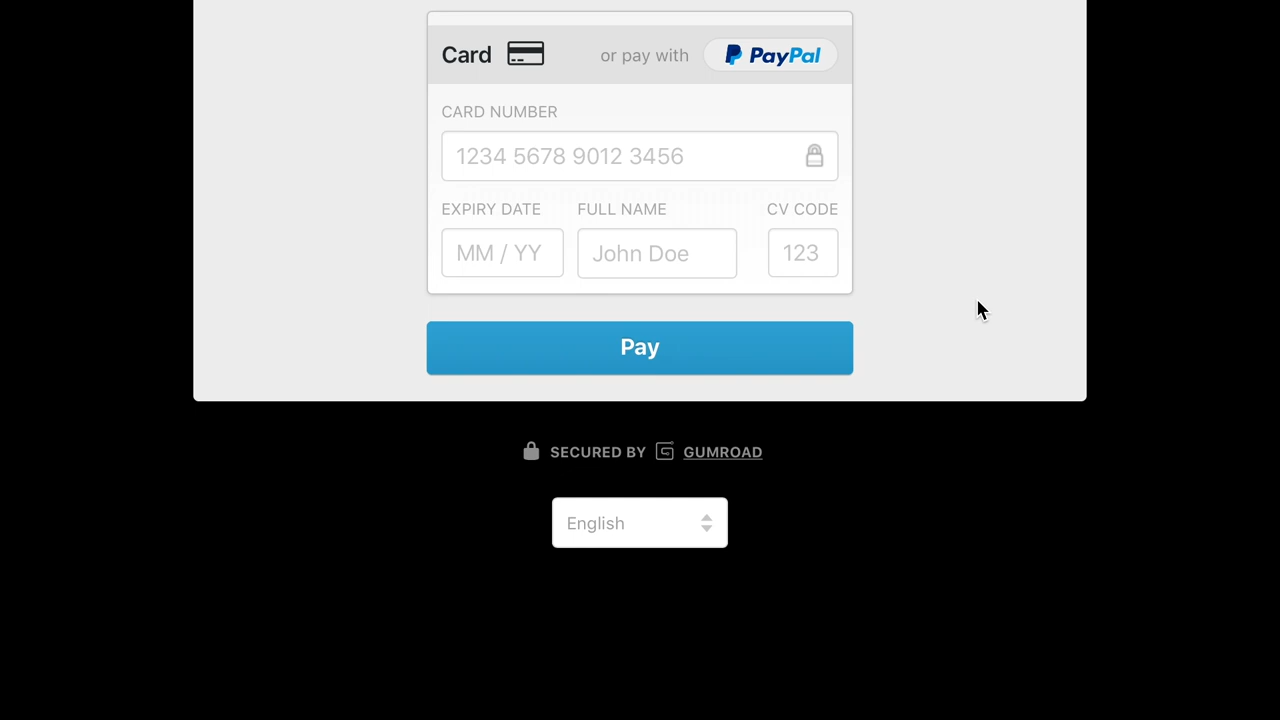 Card or pay with PayPal
CARD NUMBER
1234 5678 9012 3456
EXPIRY DATE FULL NAME CV CODE
MM / YY John Doe 123
Pay
SECURED BY GUMROAD
English